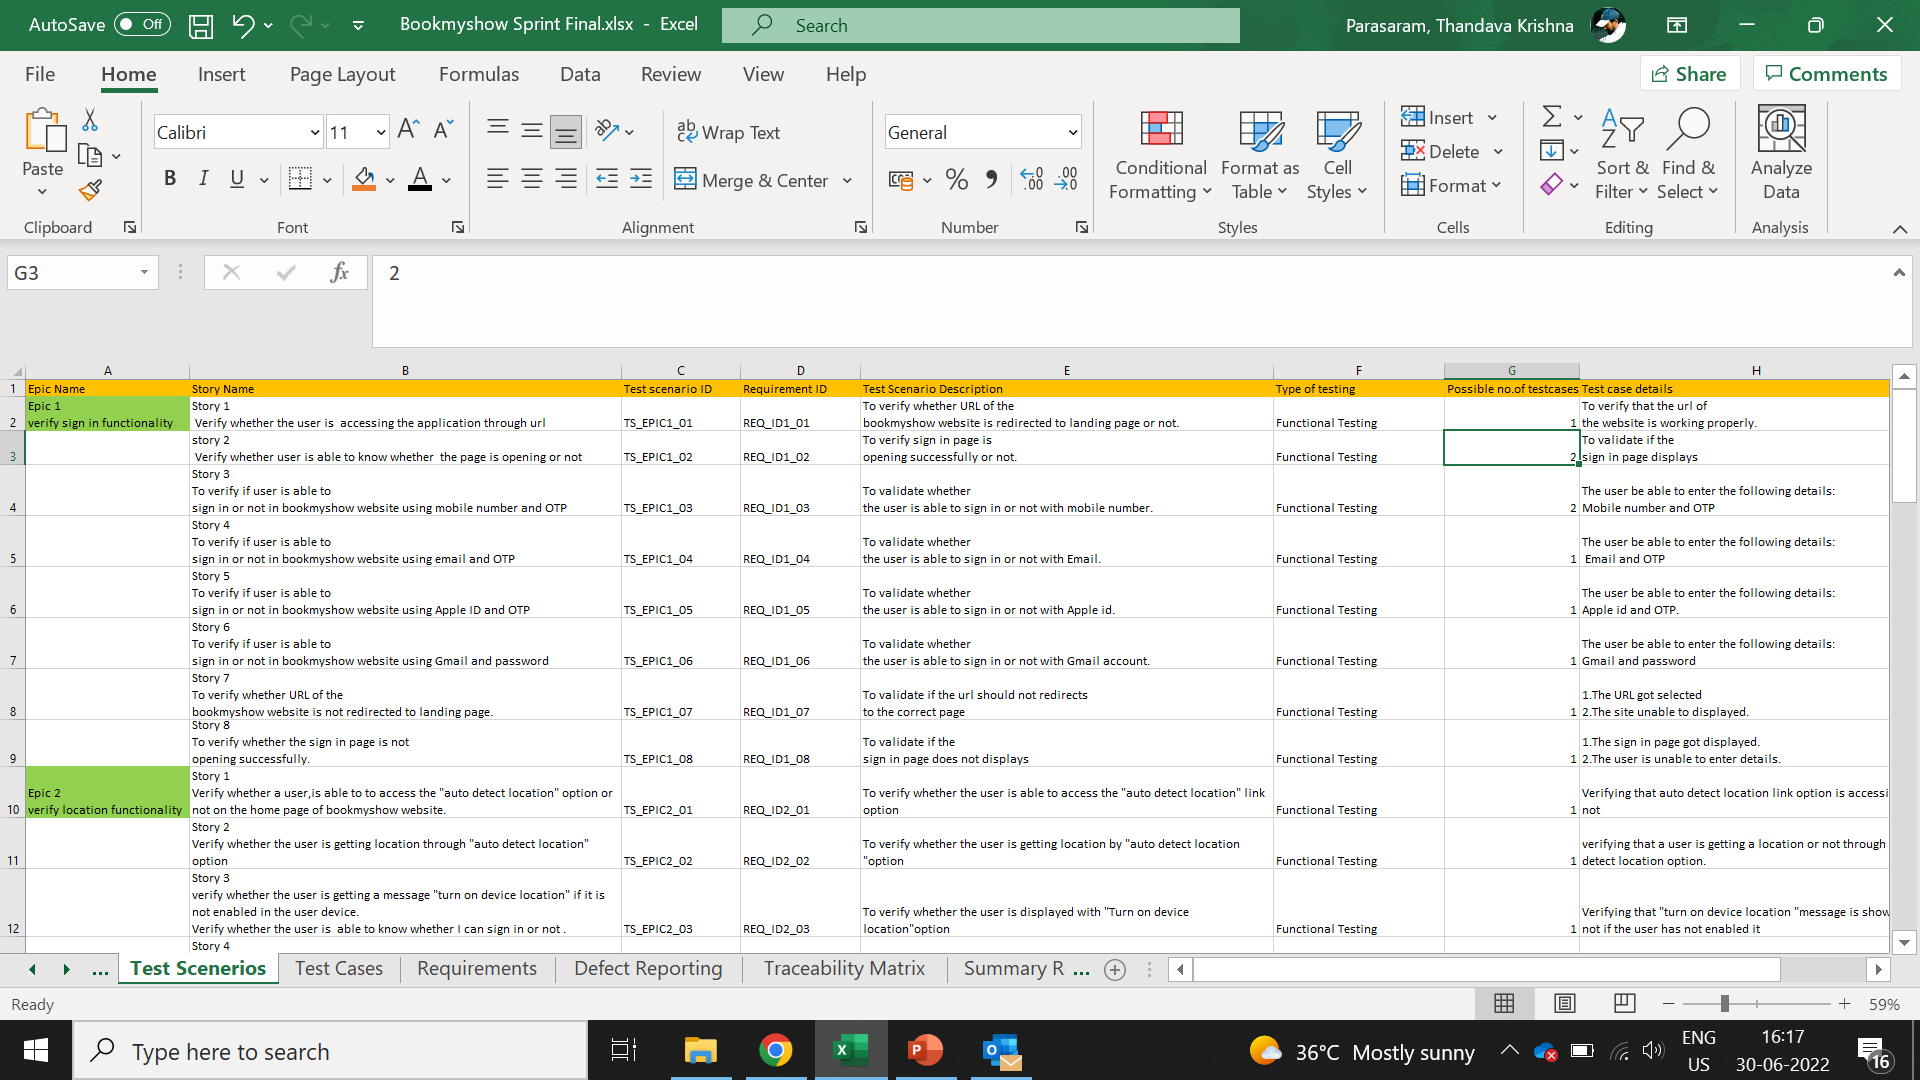 AutoSave Off
Bookmyshow Sprint Final.xlsx - Excel
Search
Parasaram, Thandava Krishna
File Home Insert Page Layout Formulas Data Review View Help
Share Comments
Paste
Clipboard
Calibri 11
B I U A
Font
ab Wrap Text
Merge & Center
Alignment
General
% .00
Number
Conditional Formatting
Format as Table
Cell Styles
Styles
Insert
Delete
Format
Cells
Sort & Filter
Find & Select
Editing
Analyze Data
Analysis
G3 fx 2
A B C D E F G H
1 Epic Name Story Name Test scenario ID Requirement ID Test Scenario Description Type of testing Possible no.of testcases Test case details
Epic 1 Story 1 To verify whether URL of the To verify that the url of
2 verify sign in functionality Verify whether the user is accessing the application through url TS_EPIC1_01 REQ_ID1_01 bookmyshow website is redirected to landing page or not. Functional Testing 1 the website is working properly.
story 2 To verify sign in page is To validate if the
3 Verify whether user is able to know whether the page is opening or not TS_EPIC1_02 REQ_ID1_02 opening successfully or not. Functional Testing 2 sign in page displays
Story 3
To verify if user is able to To validate whether The user be able to enter the following details:
4 sign in or not in bookmyshow website using mobile number and OTP TS_EPIC1_03 REQ_ID1_03 the user is able to sign in or not with mobile number. Functional Testing 2 Mobile number and OTP
Story 4
To verify if user is able to To validate whether The user be able to enter the following details:
5 sign in or not in bookmyshow website using email and OTP TS_EPIC1_04 REQ_ID1_04 the user is able to sign in or not with Email. Functional Testing 1 Email and OTP
Story 5
To verify if user is able to To validate whether The user be able to enter the following details:
6 sign in or not in bookmyshow website using Apple ID and OTP TS_EPIC1_05 REQ_ID1_05 the user is able to sign in or not with Apple id. Functional Testing 1 Apple id and OTP.
Story 6
To verify if user is able to To validate whether The user be able to enter the following details:
7 sign in or not in bookmyshow website using Gmail and password TS_EPIC1_06 REQ_ID1_06 the user is able to sign in or not with Gmail account. Functional Testing 1 Gmail and password
Story 7
To verify whether URL of the To validate if the url should not redirects 1.The URL got selected
8 bookmyshow website is not redirected to landing page. TS_EPIC1_07 REQ_ID1_07 to the correct page Functional Testing 1 2.The site unable to displayed.
Story 8
To verify whether the sign in page is not To validate if the 1.The sign in page got displayed.
9 opening successfully. TS_EPIC1_08 REQ_ID1_08 sign in page does not displays Functional Testing 1 2.The user is unable to enter details.
Story 1
Epic 2 Verify whether a user,is able to to access the "auto detect location" option or To verify whether the user is able to access the "auto detect location" link Verifying that auto detect location link option is accessi
10 verify location functionality not on the home page of bookmyshow website. TS_EPIC2_01 REQ_ID2_01 option Functional Testing 1 not
Story 2
Verify whether the user is getting location through "auto detect location" To verify whether the user is getting location by "auto detect location verifying that a user is getting a location or not through
11 option TS_EPIC2_02 REQ_ID2_02 "option Functional Testing 1 detect location option.
Story 3
verify whether the user is getting a message "turn on device location" if it is
not enabled in the user device. To verify whether the user is displayed with "Turn on device Verifying that "turn on device location "message is show
12 Verify whether the user is able to know whether I can sign in or not . TS_EPIC2_03 REQ_ID2_03 location"option Functional Testing 1 not if the user has not enabled it
Story 4
... Test Scenerios Test Cases Requirements Defect Reporting Traceability Matrix Summary R ...
Ready 59%
Type here to search
36°C Mostly sunny
ENG US
16:17
30-06-2022
16